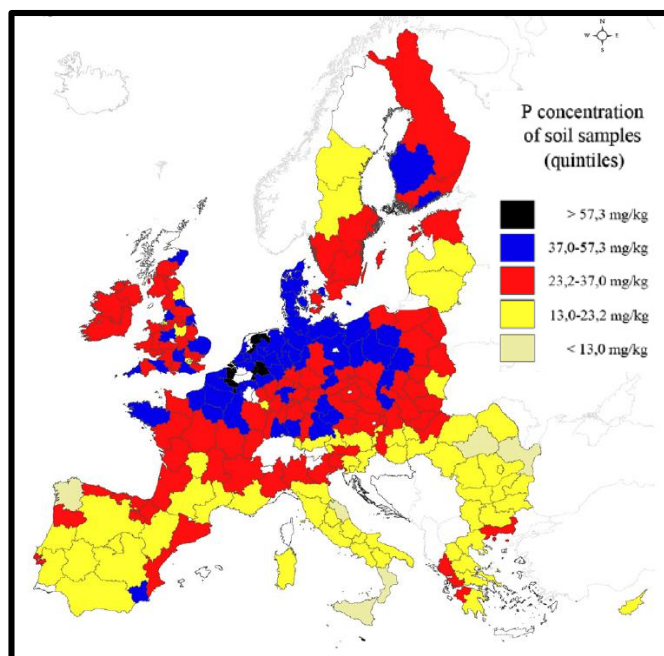 N
W E
S
P concentration
of soil samples
(quintiles)
> 57,3 mg/kg
37,0-57,3 mg/kg
23,2-37,0 mg/kg
13,0-23,2 mg/kg
< 13,0 mg/kg